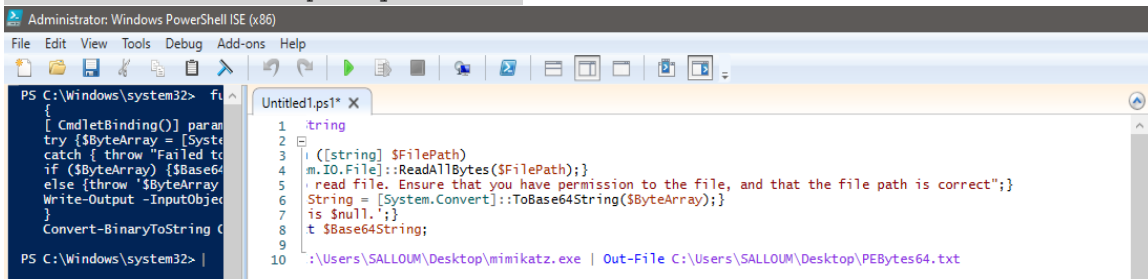 Administrator: Windows PowerShell ISE (x86)
File Edit View Tools Debug Add-ons Help
PS C:\Windows\system32> fu
{
[ CmdletBinding()] param
try {$ByteArray = [Syste
catch { throw "Failed to
if ($ByteArray) {$Base64
else {throw '$ByteArray
Write-Output -InputObjec
}
Convert-BinaryToString C
PS C:\Windows\system32>
Untitled1.ps1* X
1 tring
2
3 ([string] $FilePath)
4 m.IO.File]::ReadAllBytes($FilePath);}
5 read file. Ensure that you have permission to the file, and that the file path is correct";}
6 String = [System.Convert]::ToBase64String($ByteArray);}
7 is $null.';}
8 t $Base64String;
9
10 :\Users\SALLOUM\Desktop\mimikatz.exe | Out-File C:\Users\SALLOUM\Desktop\PEBytes64.txt